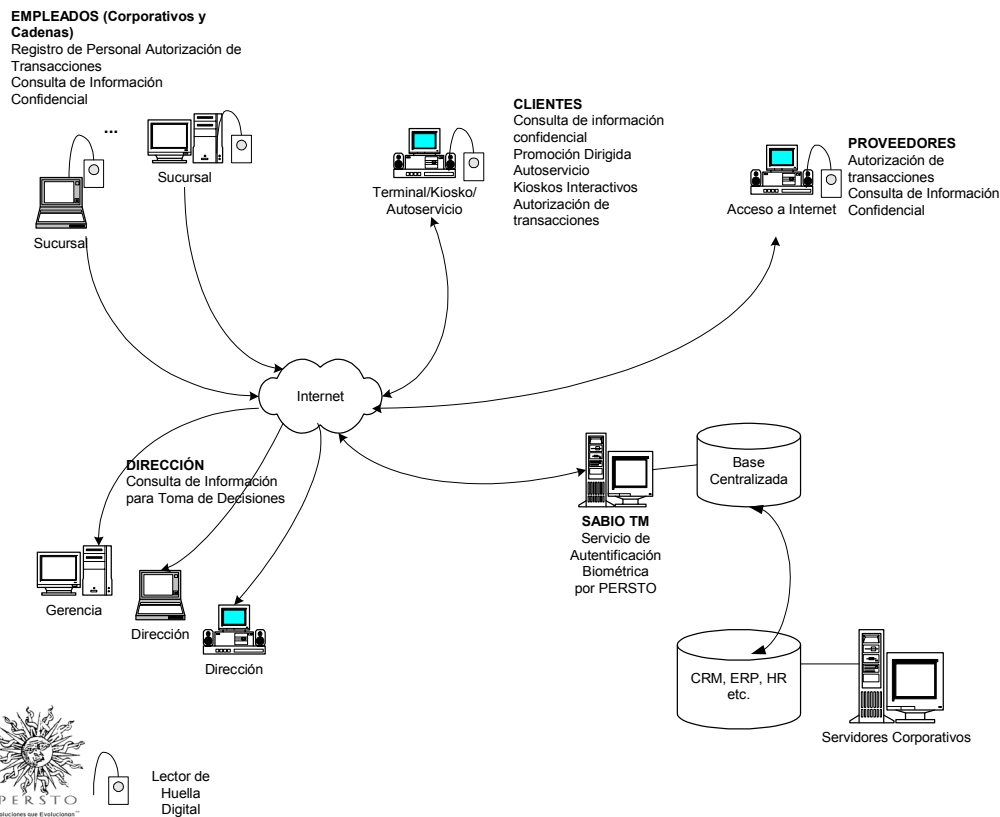 EMPLEADOS (Corporativos y
Cadenas)
Registro de Personal Autorización de
Transacciones
Consulta de Información
Confidencial
...
Sucursal
Sucursal
Terminal/Kiosko/
Autoservicio
CLIENTES
Consulta de información
confidencial
Promoción Dirigida
Autoservicio
Kioskos Interactivos
Autorización de
transacciones
Acceso a Internet
PROVEEDORES
Autorización de
transacciones
Consulta de Información
Confidencial
Internet
DIRECCIÓN
Consulta de Información
para Toma de Decisiones
Gerencia
Dirección
Dirección
SABIO TM
Servicio de
Autentificación
Biométrica
por PERSTO
Base
Centralizada
CRM, ERP, HR
etc.
Servidores Corporativos
PERSTO
oluciones que Evolucionan
Lector de
Huella
Digital